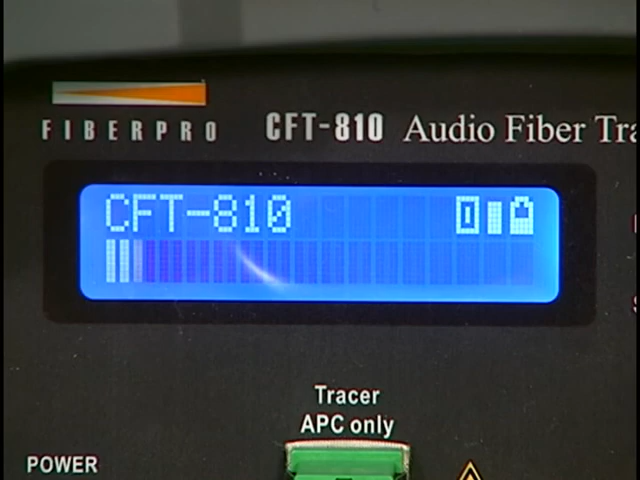 FIBERPRO
CFT-810 Audio Fiber Tra
CFT-810
Tracer
APC only
POWER